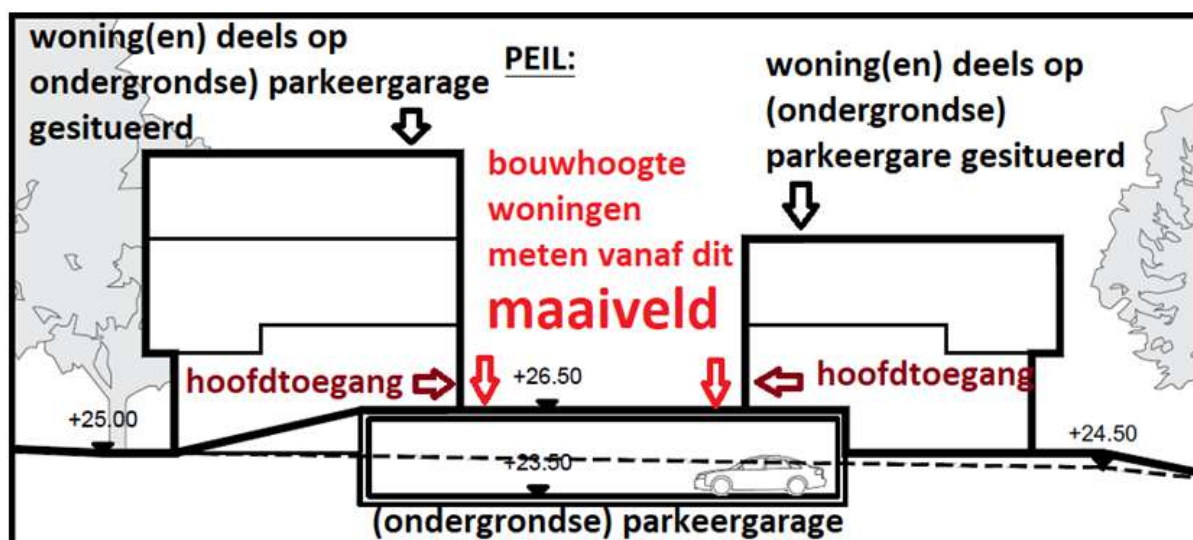 woning(en) deels op
ondergrondse) parkeergarage
gesitueerd
PEIL:
woning(en) deels op
(ondergrondse)
parkeergare gesitueerd
bouwhoogte
woningen
meten vanaf dit
maaiveld
hoofdtoegang
+26.50
hoofdtoegang
+25.00
+24.50
+23.50
(ondergrondse) parkeergarage